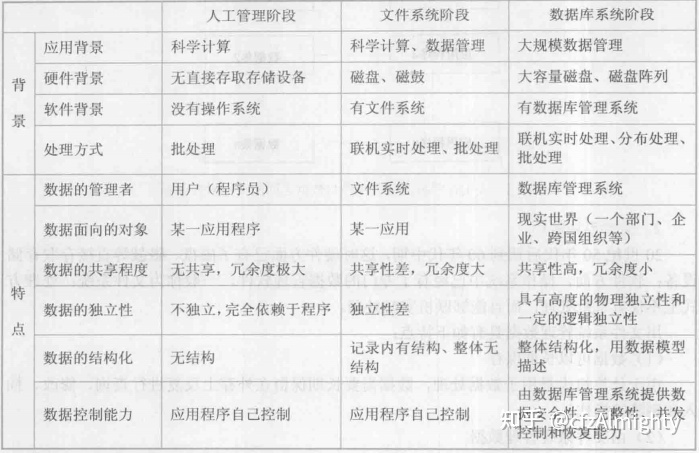 人工管理阶段 文件系统阶段 数据库系统阶段
背景
应用背景 科学计算 科学计算、数据管理 大规模数据管理
硬件背景 无直接存取存储设备 磁盘、磁鼓 大容量磁盘、磁盘阵列
软件背景 没有操作系统 有文件系统 有数据库管理系统
处理方式 批处理 联机实时处理、批处理 联机实时处理、分布处理、
批处理
特点
数据的管理者 用户（程序员） 文件系统 数据库管理系统
数据面向的对象 某一应用程序 某一应用 现实世界（一个部门、企
业、跨国组织等）
数据的共享程度 无共享，冗余度极大 共享性差，冗余度大 共享性高，冗余度小
数据的独立性 不独立，完全依赖于程序 独立性差 具有高度的物理独立性和
一定的逻辑独立性
数据的结构化 无结构 记录内有结构、整体无
结构 整体结构化，用数据模型
描述
数据控制能力 应用程序自己控制 应用程序自己控制 由数据库管理系统提供数
据安全性、完整性、并发
控制和恢复能力
知乎 @czAlmighty